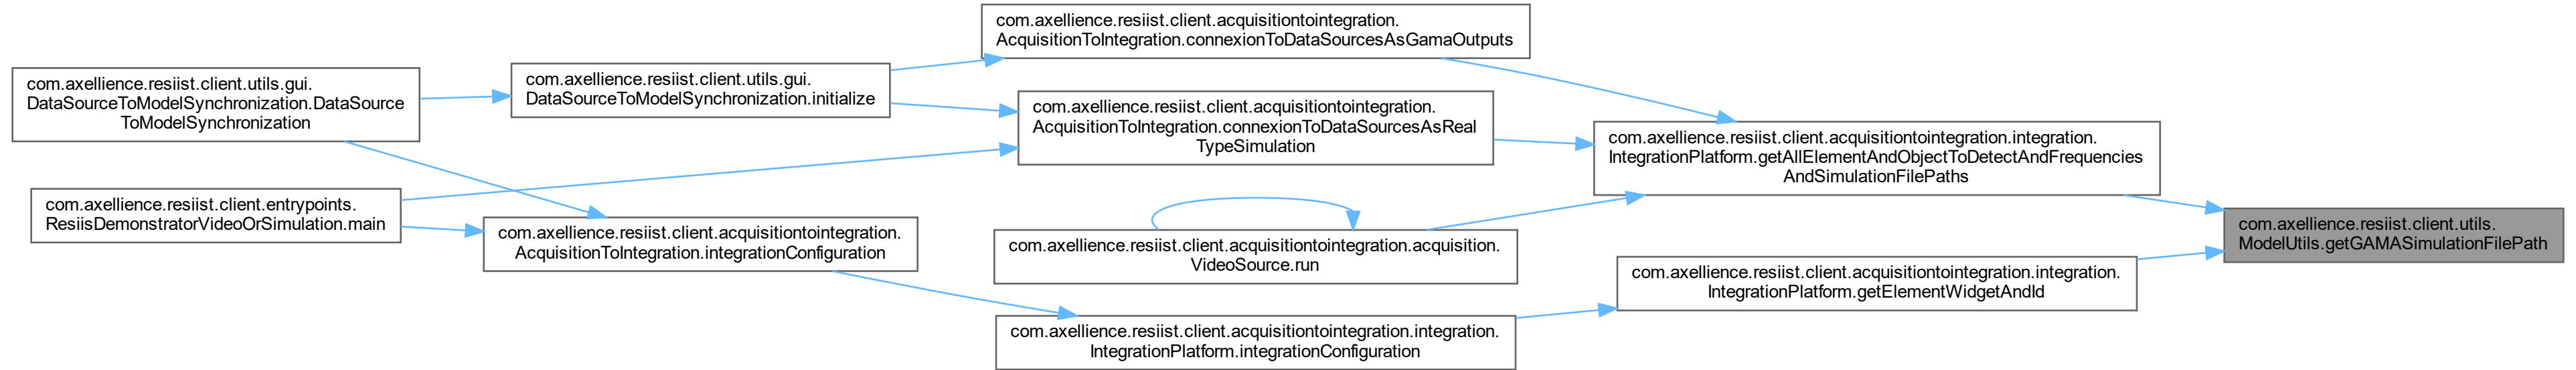 com.axellience.resiist.client.utils.gui.
DataSourceToModelSynchronization.DataSource
ToModelSynchronization
com.axellience.resiist.client.entrypoints.
ResiisDemonstratorVideoOrSimulation.main
com.axellience.resiist.client.utils.gui.
DataSourceToModelSynchronization.initialize
com.axellience.resiist.client.acquisitiontointegration.
AcquisitionToIntegration.integrationConfiguration
com.axellience.resiist.client.acquisitiontointegration.
AcquisitionToIntegration.connexionToDataSourcesAsGamaOutputs
com.axellience.resiist.client.acquisitiontointegration.
AcquisitionToIntegration.connexionToDataSourcesAsReal
TypeSimulation
com.axellience.resiist.client.acquisitiontointegration.acquisition.
VideoSource.run
com.axellience.resiist.client.acquisitiontointegration.integration.
IntegrationPlatform.integrationConfiguration
com.axellience.resiist.client.acquisitiontointegration.integration.
IntegrationPlatform.getAllElementAndObjectToDetectAndFrequencies
AndSimulationFilePaths
com.axellience.resiist.client.acquisitiontointegration.integration.
IntegrationPlatform.getElementWidgetAndId
com.axellience.resiist.client.utils.
ModelUtils.getGAMASimulationFilePath